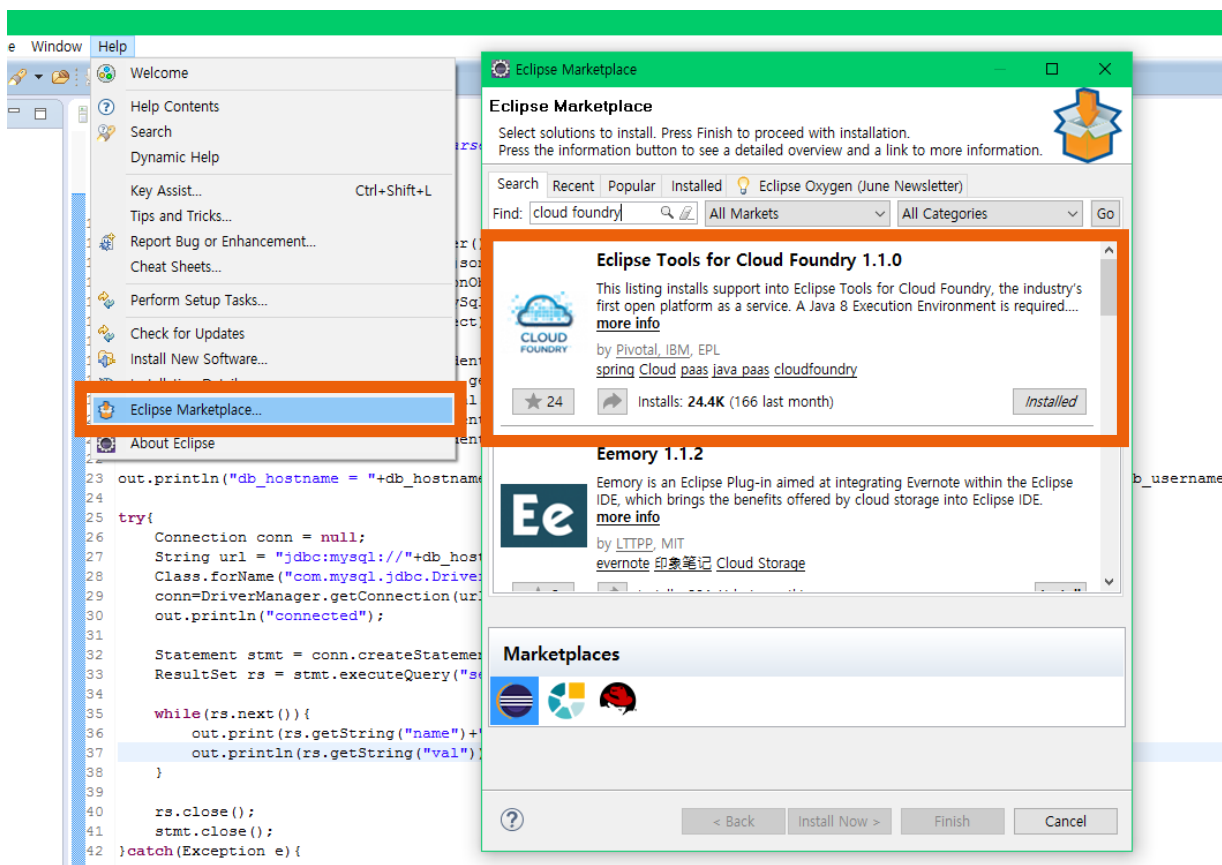 Window Help
Welcome
Help Contents
Search
Dynamic Help
Key Assist... Ctrl+Shift+L
Tips and Tricks...
Report Bug or Enhancement...
Cheat Sheets...
Perform Setup Tasks...
Check for Updates
Install New Software...
Eclipse Marketplace...
About Eclipse
23 out.println("db_hostname = "+db_hostname
b_username
24
25 try{
26 Connection conn = null;
27 String url = "jdbc:mysql://"+db_host
28 Class.forName("com.mysql.jdbc.Driver
29 conn=DriverManager.getConnection(url
30 out.println("connected");
31
32 Statement stmt = conn.createStatemen
33 ResultSet rs = stmt.executeQuery("se
34
35 while(rs.next()){
36 out.print(rs.getString("name")+"
37 out.println(rs.getString("val"))
38 }
39
40 rs.close();
41 stmt.close();
42 }catch(Exception e){
Eclipse Marketplace
Eclipse Marketplace
Select solutions to install. Press Finish to proceed with installation.
Press the information button to see a detailed overview and a link to more information.
Search Recent Popular Installed Eclipse Oxygen (June Newsletter)
Find: cloud foundry All Markets All Categories Go
Eclipse Tools for Cloud Foundry 1.1.0
This listing installs support into Eclipse Tools for Cloud Foundry, the industry's
first open platform as a service. A Java 8 Execution Environment is required....
more info
CLOUD
FOUNDRY
by Pivotal, IBM, EPL
spring Cloud paas java paas cloudfoundry
24 Installs: 24.4K (166 last month) Installed
Eemory 1.1.2
Eemory is an Eclipse Plug-in aimed at integrating Evernote within the Eclipse
IDE, which brings the benefits offered by cloud storage into Eclipse IDE.
more info
Ee
by LTTPP, MIT
evernote 印象笔记 Cloud Storage
Marketplaces
< Back Install Now > Finish Cancel